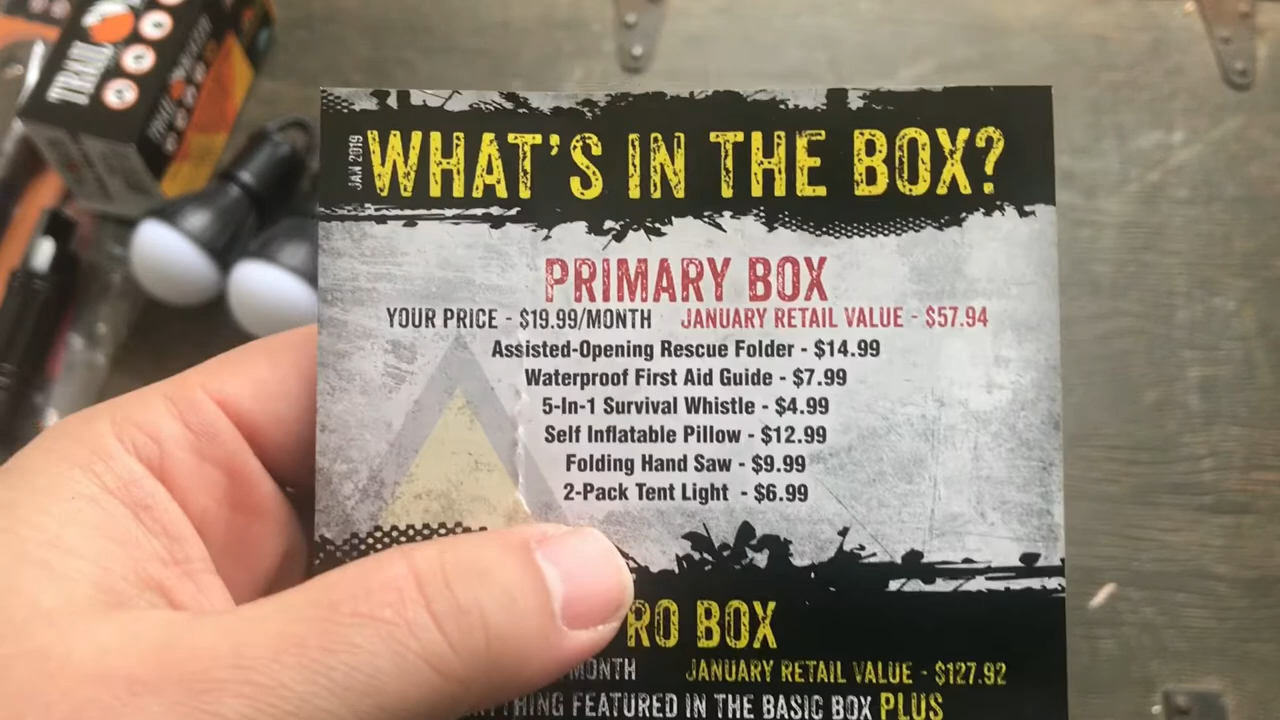 TRAIL
JAN 2019
WHAT'S IN THE BOX?
PRIMARY BOX
YOUR PRICE - $19.99/MONTH JANUARY RETAIL VALUE - $57.94
Assisted-Opening Rescue Folder - $14.99
Waterproof First Aid Guide - $7.99
5-In-1 Survival Whistle - $4.99
Self Inflatable Pillow - $12.99
Folding Hand Saw - $9.99
2-Pack Tent Light - $6.99
RO BOX
MONTH JANUARY RETAIL VALUE - $127.92
THING FEATURED IN THE BASIC BOX PLUS